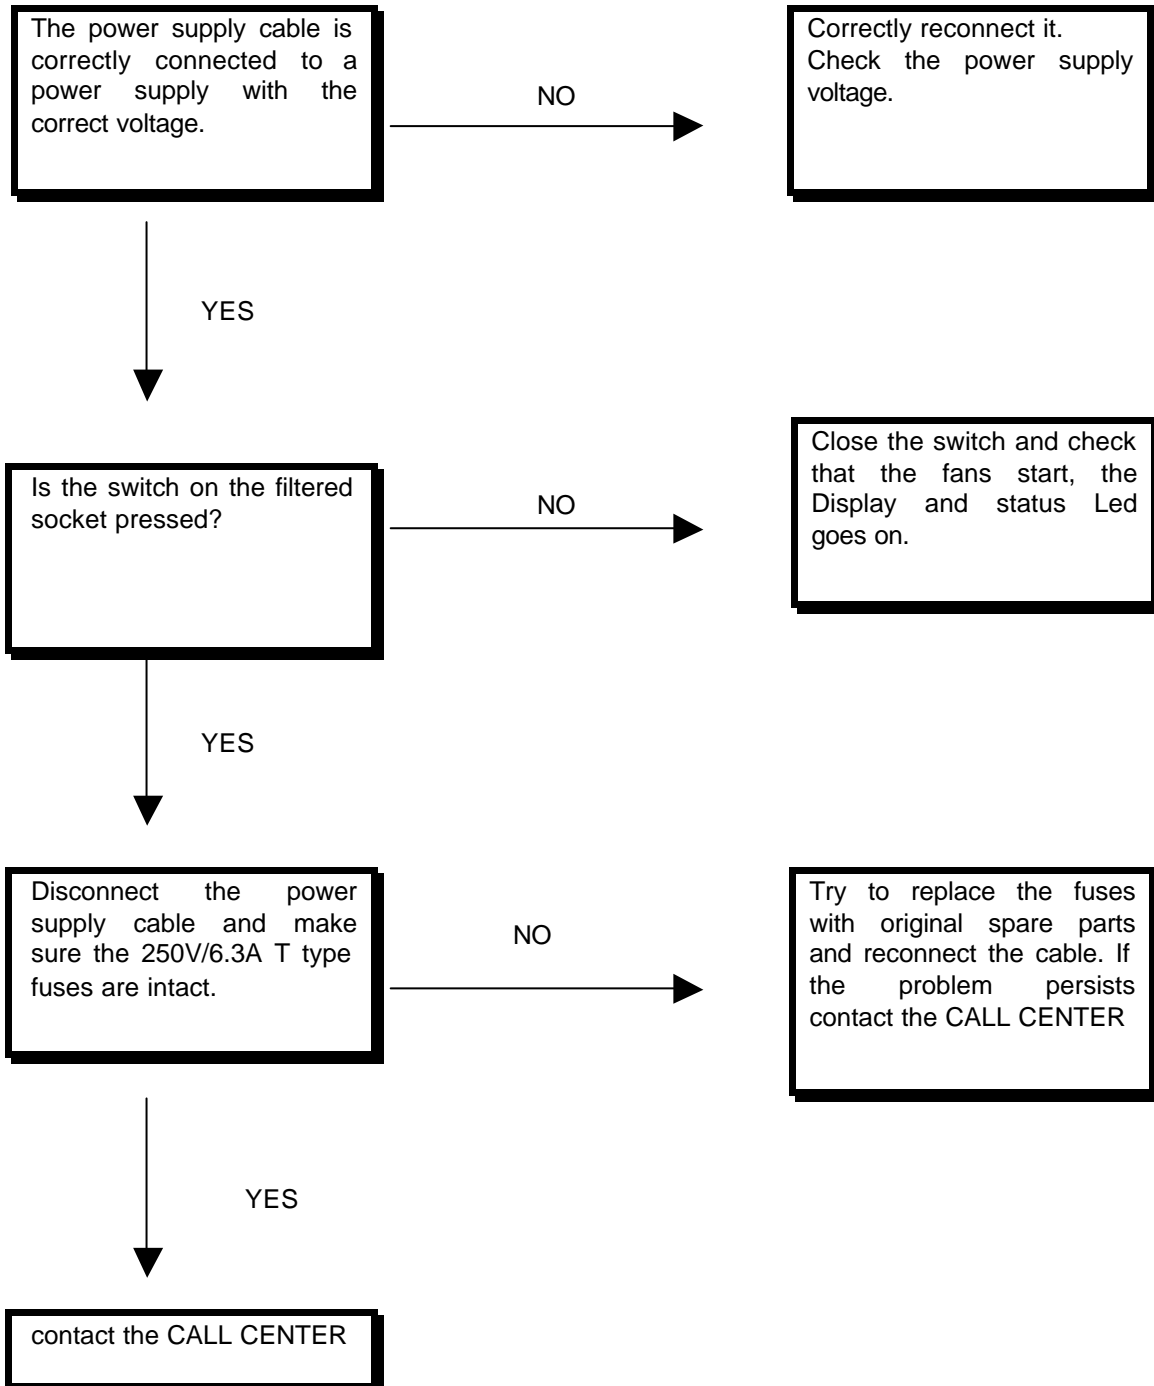 The power supply cable is
correctly connected to a
power supply with the
correct voltage.
NO
Correctly reconnect it.
Check the power supply
voltage.
YES
Is the switch on the filtered
socket pressed?
NO
Close the switch and check
that the fans start, the
Display and status Led
goes on.
YES
Disconnect the power
supply cable and make
sure the 250V/6.3A T type
fuses are intact.
NO
Try to replace the fuses
with original spare parts
and reconnect the cable. If
the problem persists
contact the CALL CENTER
YES
contact the CALL CENTER